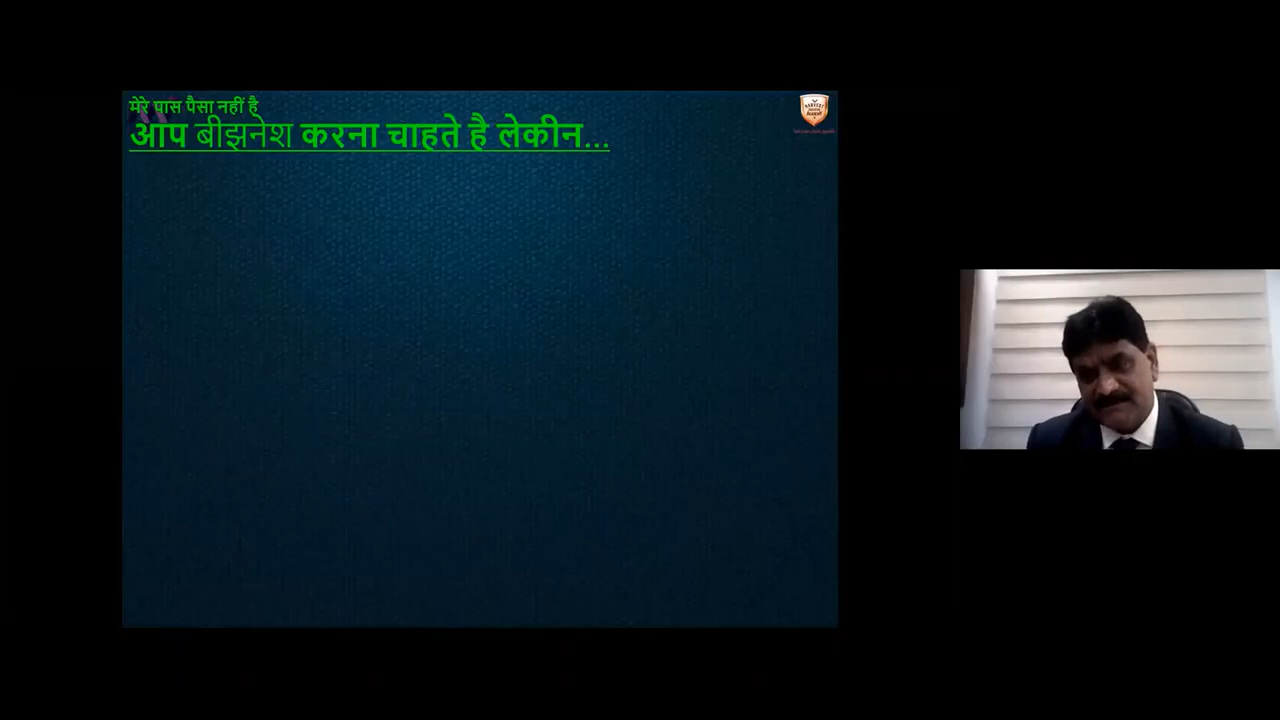 मेरे पास पैसा नहीं है
आप बीझनेश करना चाहते है लेकीन...